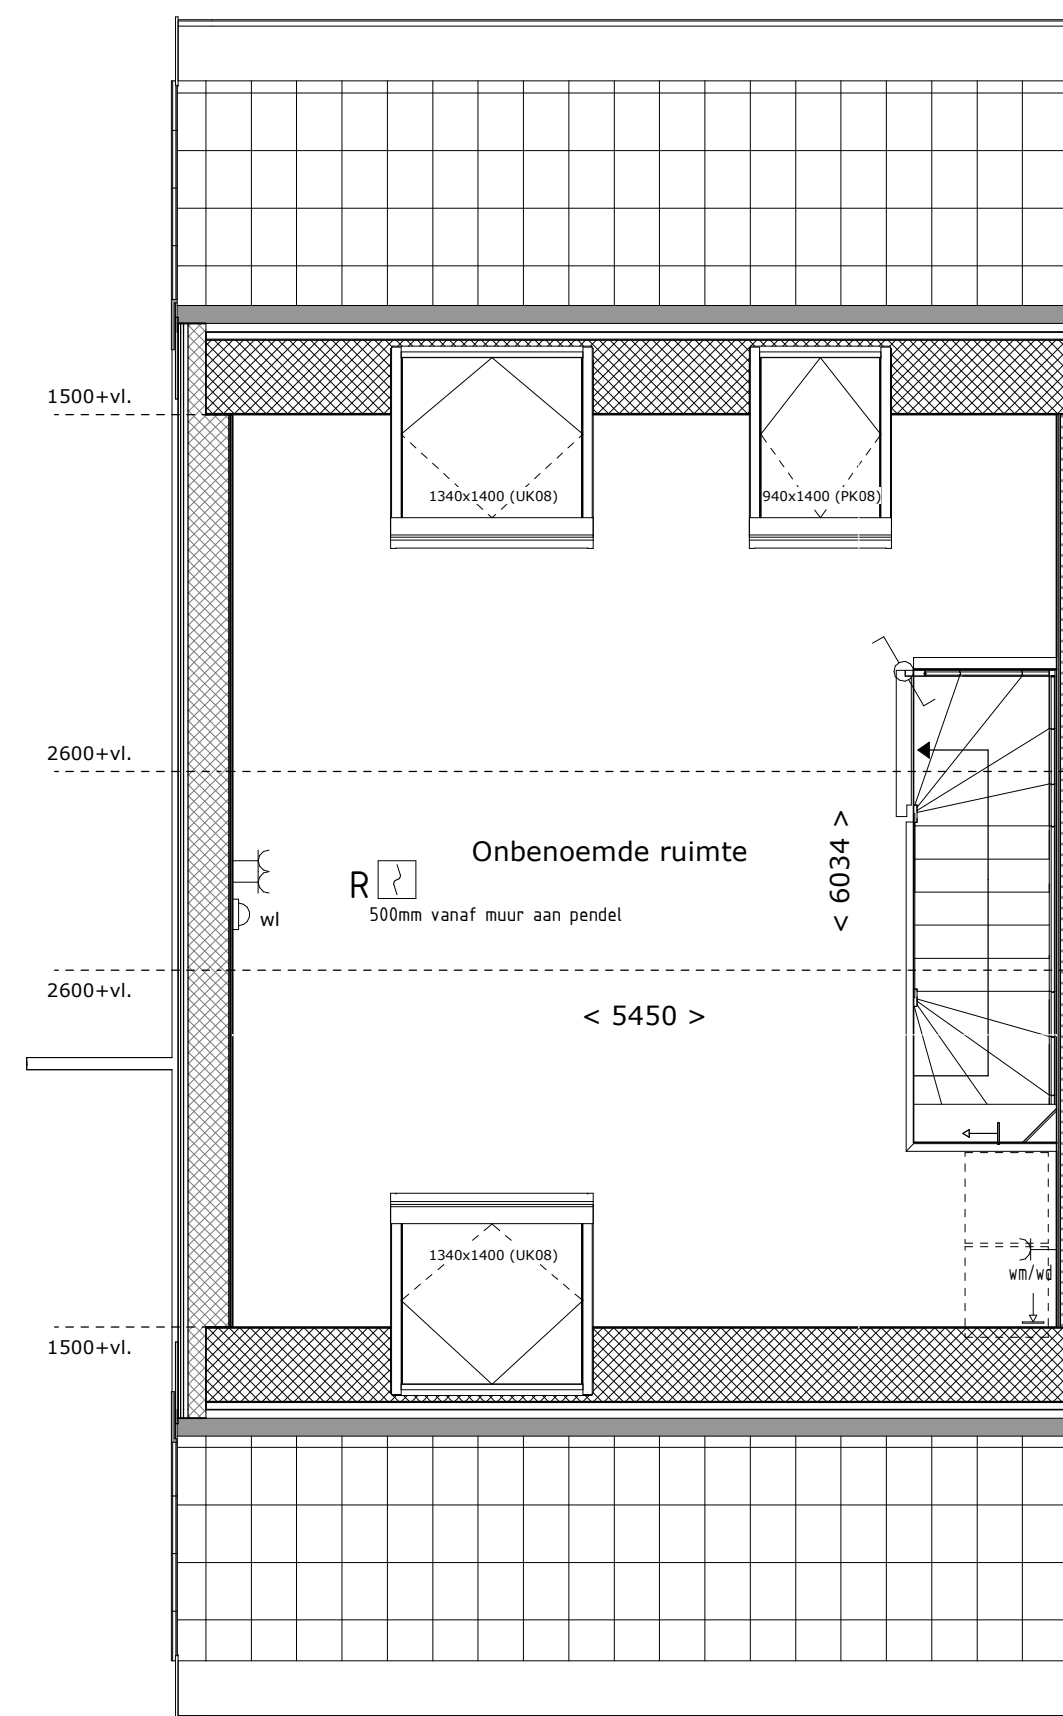 1500+vl.
1340x1400 (UK08)
940x1400 (PK08)
2600+vl.
Onbenoemde ruimte
< 6034 >
R
500mm vanaf muur aan pendel
wl
2600+vl.
< 5450 >
1340x1400 (UK08)
wm/wd
1500+vl.